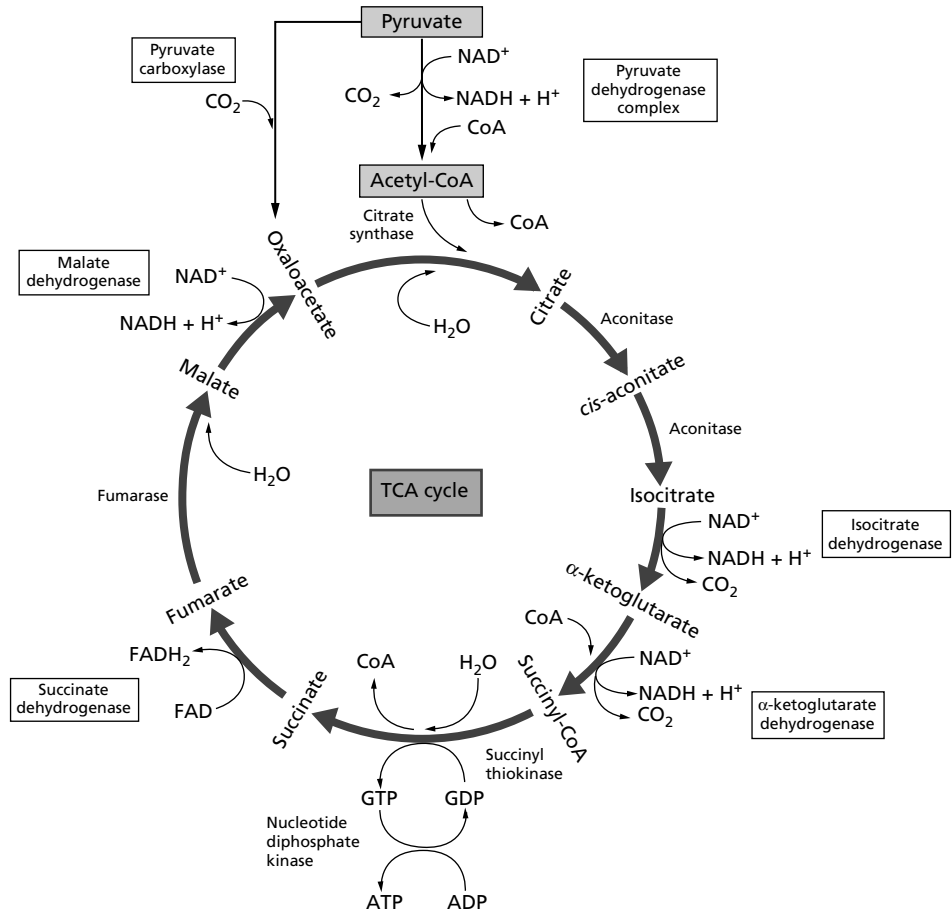 Pyruvate
Pyruvate
carboxylase
CO₂
NAD⁺
CO₂
NADH + H⁺
CoA
Pyruvate
dehydrogenase
complex
Acetyl-CoA
CoA
Citrate
synthase
Oxaloacetate
Malate
dehydrogenase
NAD⁺
NADH + H⁺
H₂O
Citrate
Aconitase
cis-aconitate
Aconitase
Malate
H₂O
Fumarase
TCA cycle
Isocitrate
NAD⁺
NADH + H⁺
CO₂
Isocitrate
dehydrogenase
α-ketoglutarate
Fumarate
CoA
NAD⁺
NADH + H⁺
CO₂
α-ketoglutarate
dehydrogenase
FADH₂
FAD
Succinate
dehydrogenase
Succinate
CoA
H₂O
Succinyl-CoA
Succinyl
thiokinase
GTP
GDP
Nucleotide
diphosphate
kinase
ATP
ADP